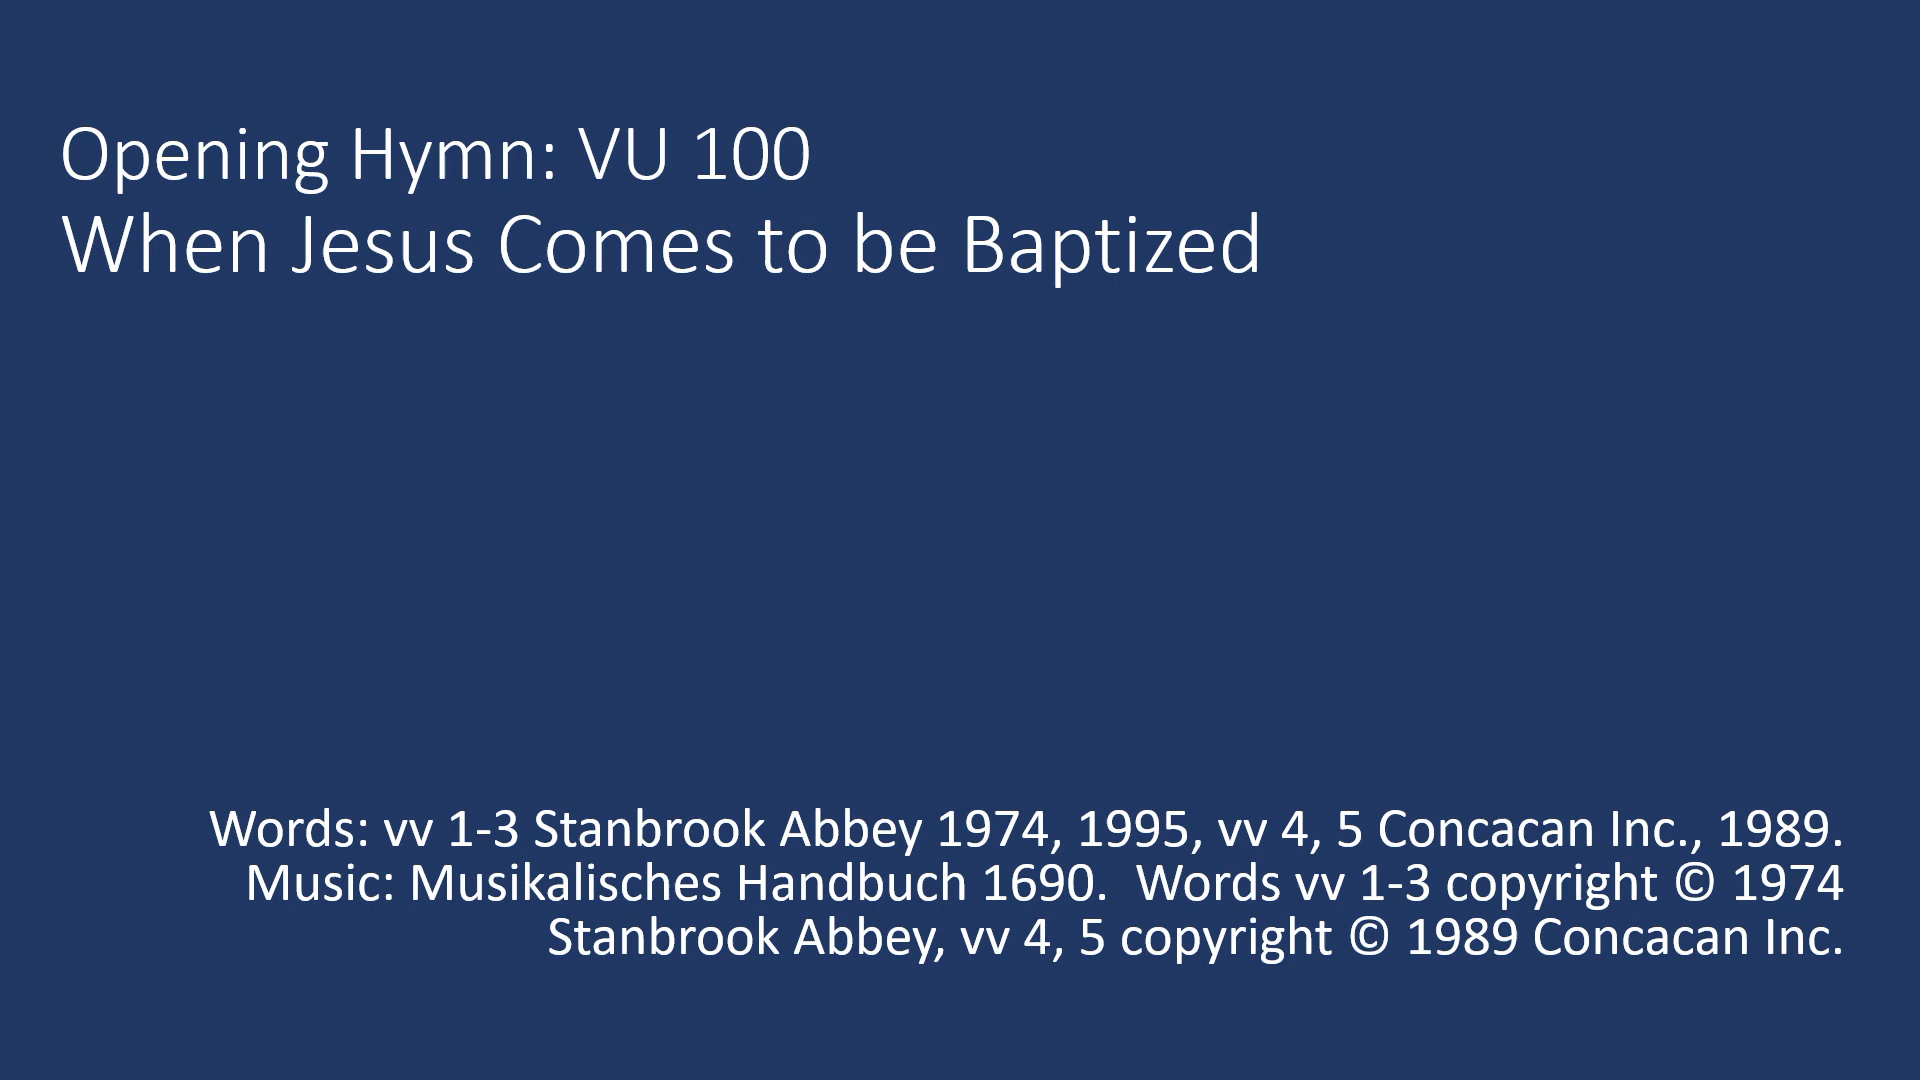 Opening Hymn: VU 100
When Jesus Comes to be Baptized
Words: vv 1-3 Stanbrook Abbey 1974, 1995, vv 4, 5 Concacan Inc., 1989.
Music: Musikalisches Handbuch 1690.  Words vv 1-3 copyright © 1974
Stanbrook Abbey, vv 4, 5 copyright © 1989 Concacan Inc.